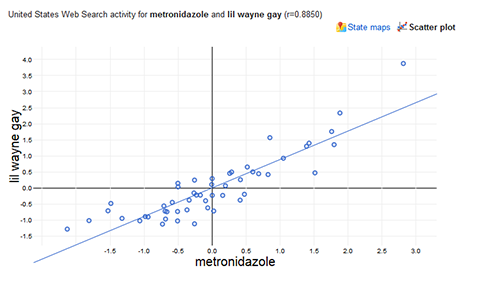 United States Web Search activity for metronidazole and lil wayne gay (r=0.8850)
State maps Scatter plot
4.0
3.5
3.0
2.5
2.0
1.5
1.0
0.5
0.0
-0.5
-1.0
-1.5
lil wayne gay
-1.5 -1.0 -0.5 0.0 0.5 1.0 1.5 2.0 2.5 3.0
metronidazole